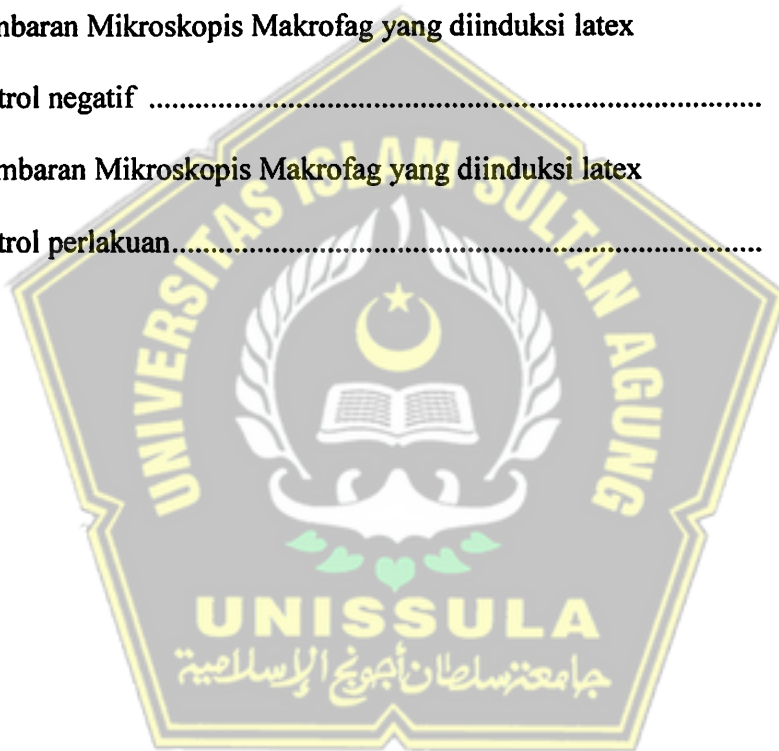 mbaran Mikroskopis Makrofag yang diinduksi latex
trol negatif ................................................................................
mbaran Mikroskopis Makrofag yang diinduksi latex
trol perlakuan.............................................................................
UNIVERSITAS ISLAM SULTAN AGUNG
UNISSULA
جامعة سلطان أجونج الإسلامية